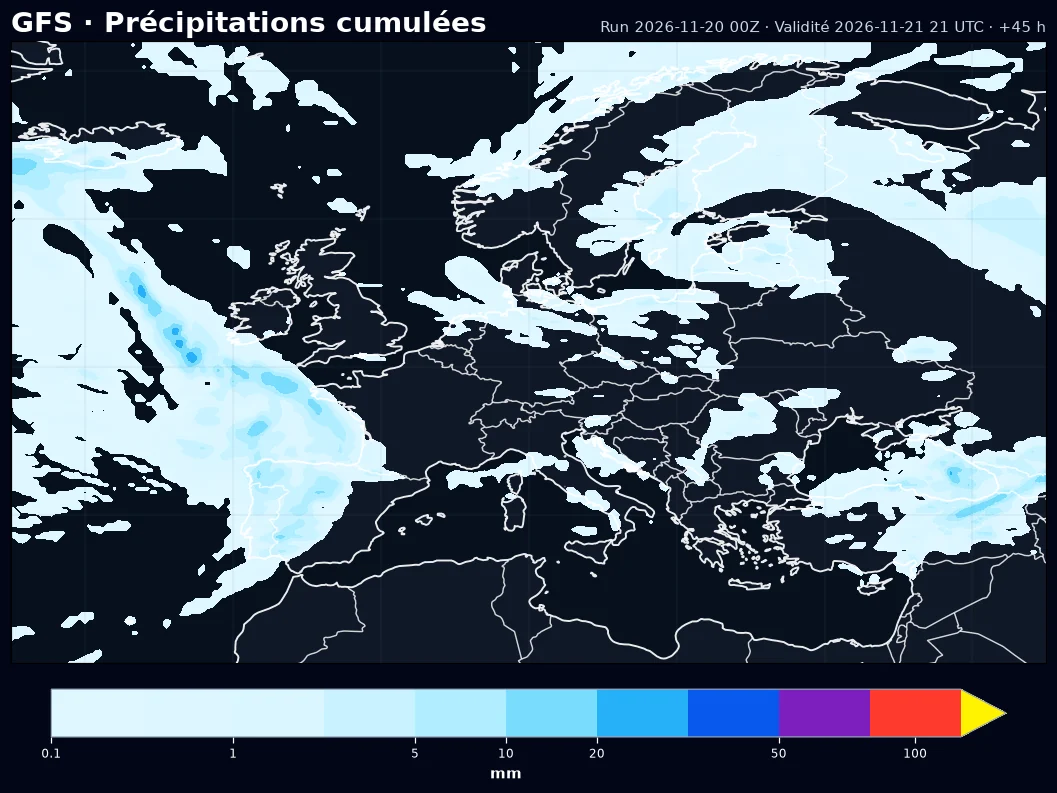 GFS · Précipitations cumulées
Run 2026-11-20 00Z · Validité 2026-11-21 21 UTC · +45 h
0.1 1 5 10 20 50 100
mm